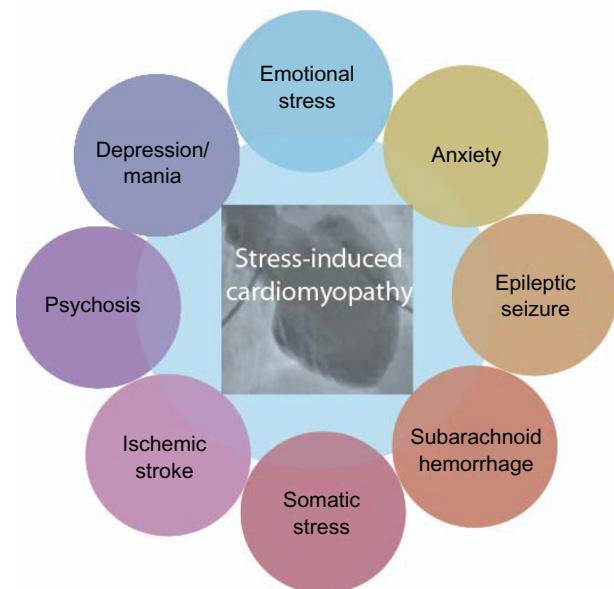 Emotional
stress
Anxiety
Epileptic
seizure
Subarachnoid
hemorrhage
Somatic
stress
Ischemic
stroke
Psychosis
Depression/
mania
Stress-induced
cardiomyopathy